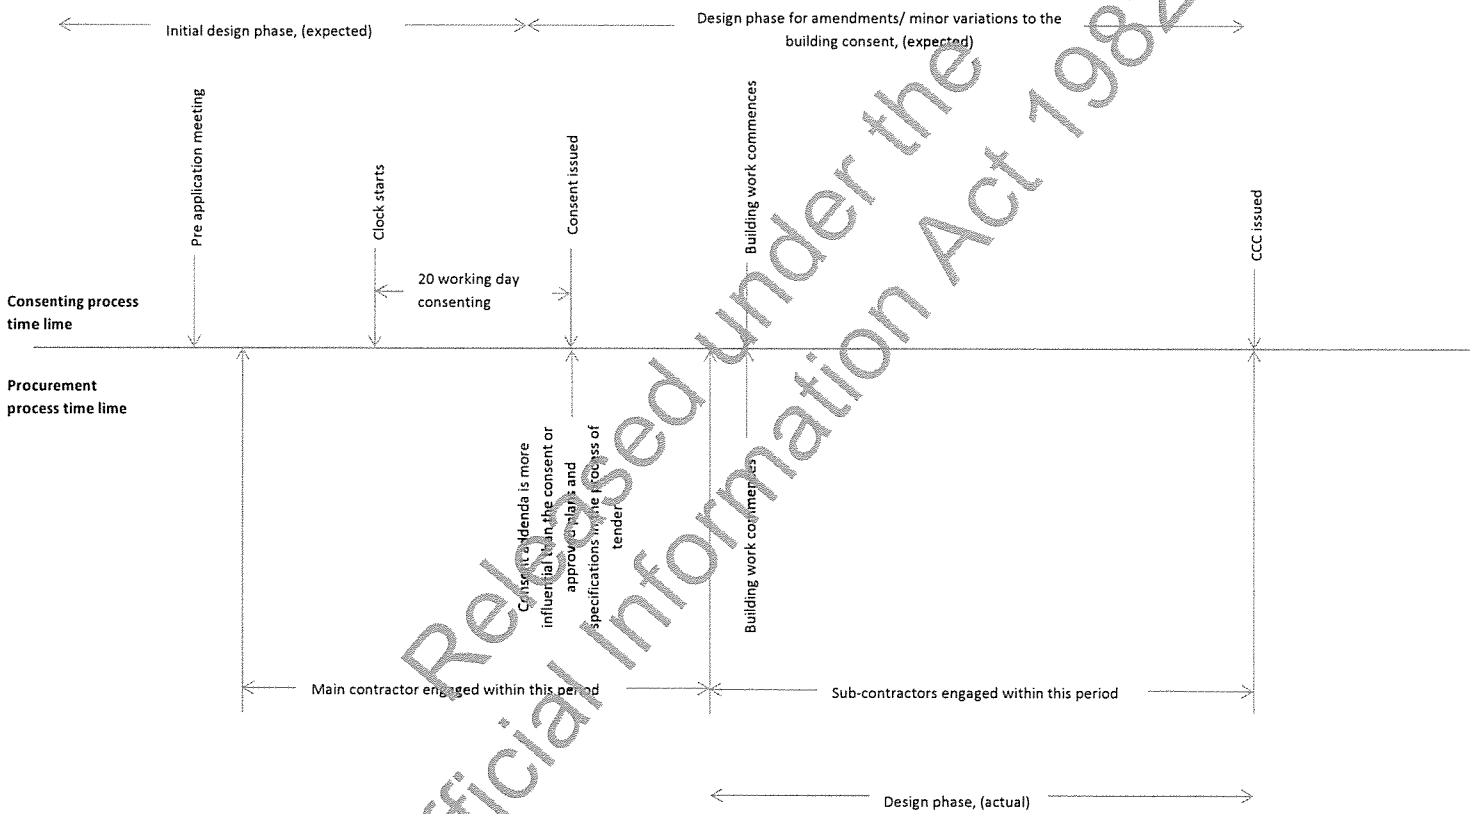 Initial design phase, (expected)
Design phase for amendments/ minor variations to the
building consent, (expected)
Pre application meeting
Clock starts
Consent issued
Building work commences
CCC issued
20 working day
consenting
Consenting process
time lime
Procurement
process time lime
Consent addenda is more
influential than the consent or
approved plans and
specifications in the process of
tender
Building work commences
Main contractor engaged within this period
Sub-contractors engaged within this period
Design phase, (actual)
Released under the
fficial Information Act 1982